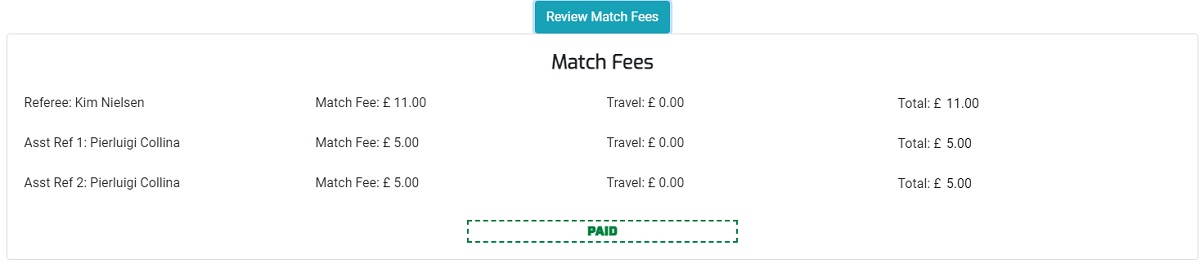 Review Match Fees
Match Fees
Referee: Kim Nielsen Match Fee: £ 11.00 Travel: £ 0.00 Total: £ 11.00
Asst Ref 1: Pierluigi Collina Match Fee: £ 5.00 Travel: £ 0.00 Total: £ 5.00
Asst Ref 2: Pierluigi Collina Match Fee: £ 5.00 Travel: £ 0.00 Total: £ 5.00
PAID